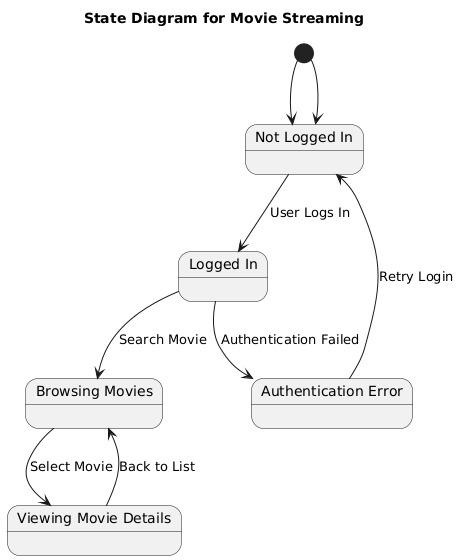 State Diagram for Movie Streaming
Not Logged In
User Logs In
Logged In
Retry Login
Search Movie
Authentication Failed
Browsing Movies
Authentication Error
Select Movie
Back to List
Viewing Movie Details